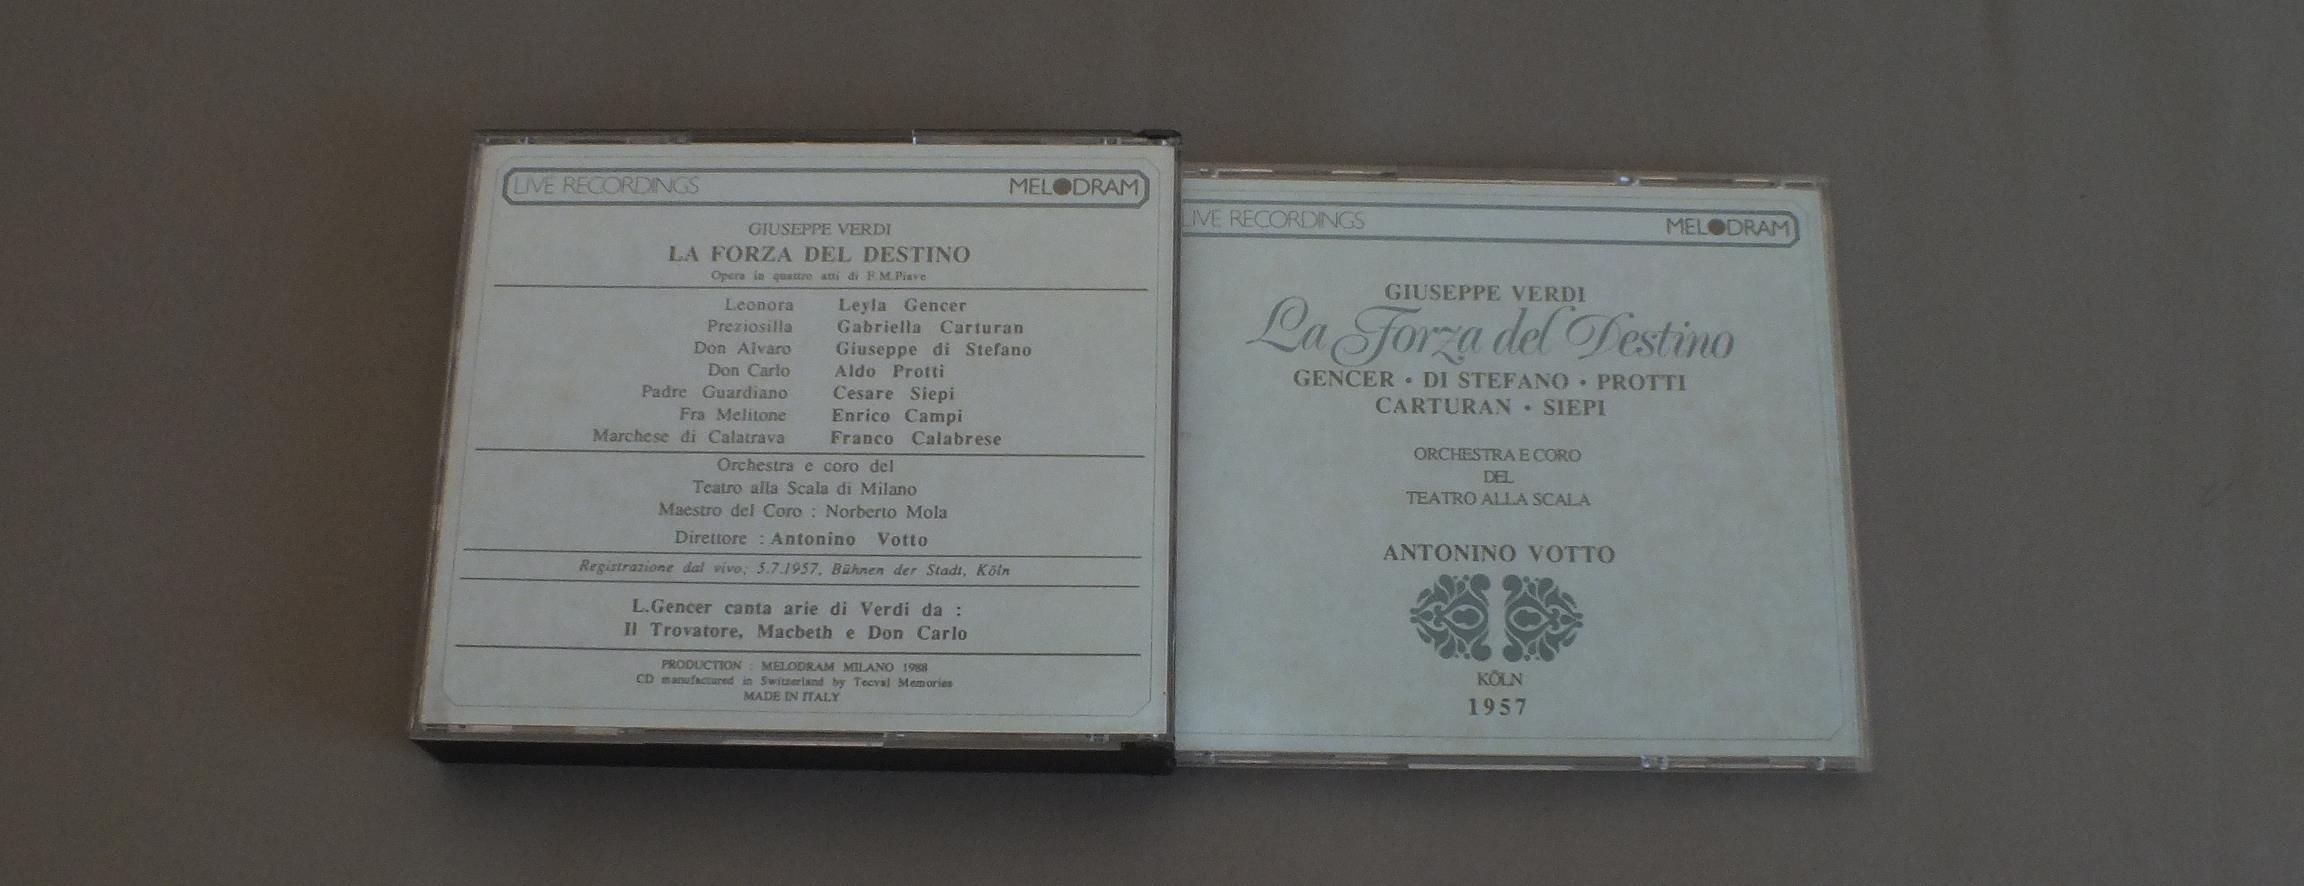 LIVE RECORDINGS MELODRAM
GIUSEPPE VERDI
LA FORZA DEL DESTINO
Opera in quattro atti di F.M.Piave
Leonora Leyla Gencer
Preziosilla Gabriella Carturan
Don Alvaro Giuseppe di Stefano
Don Carlo Aldo Protti
Padre Guardiano Cesare Siepi
Fra Melitone Enrico Campi
Marchese di Calatrava Franco Calabrese
Orchestra e coro del
Teatro alla Scala di Milano
Maestro del Coro : Norberto Mola
Direttore : Antonino Votto
Registrazione dal vivo; 5.7.1957, Bühnen der Stadt, Köln
L.Gencer canta arie di Verdi da :
Il Trovatore, Macbeth e Don Carlo
PRODUCTION : MELODRAM MILANO 1988
CD manufactured in Switzerland by Tecval Memories
MADE IN ITALY
LIVE RECORDINGS MELODRAM
GIUSEPPE VERDI
La Forza del Destino
GENCER • DI STEFANO • PROTTI
CARTURAN • SIEPI
ORCHESTRA E CORO
DEL
TEATRO ALLA SCALA
ANTONINO VOTTO
KÖLN
1957